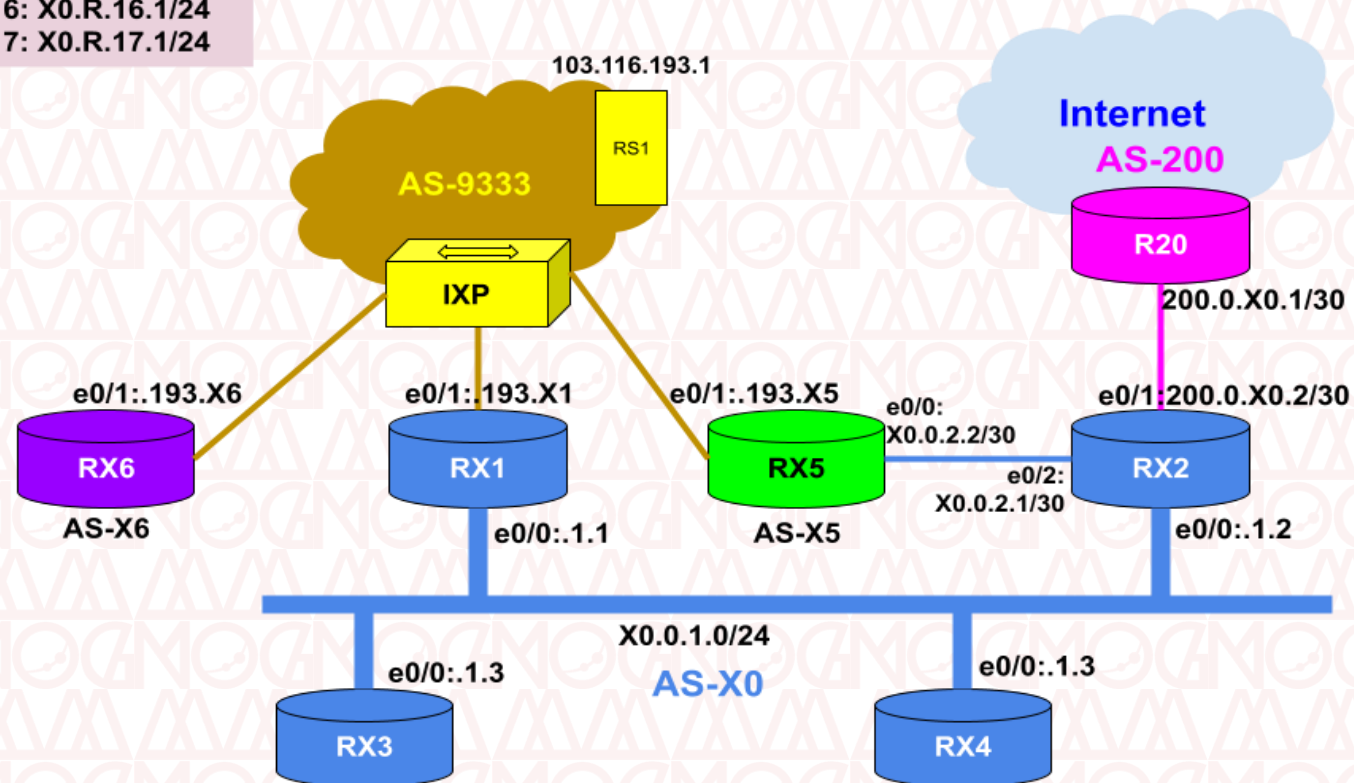 6: X0.R.16.1/24
7: X0.R.17.1/24
103.116.193.1
RS1
Internet
AS-200
AS-9333
R20
IXP
200.0.X0.1/30
e0/1:.193.X6
e0/1:.193.X1
e0/1:.193.X5
e0/1:200.0.X0.2/30
e0/0:
X0.0.2.2/30
RX6
RX1
RX5
RX2
e0/2:
X0.0.2.1/30
AS-X6
e0/0:.1.1
AS-X5
e0/0:.1.2
X0.0.1.0/24
e0/0:.1.3
AS-X0
e0/0:.1.3
RX3
RX4